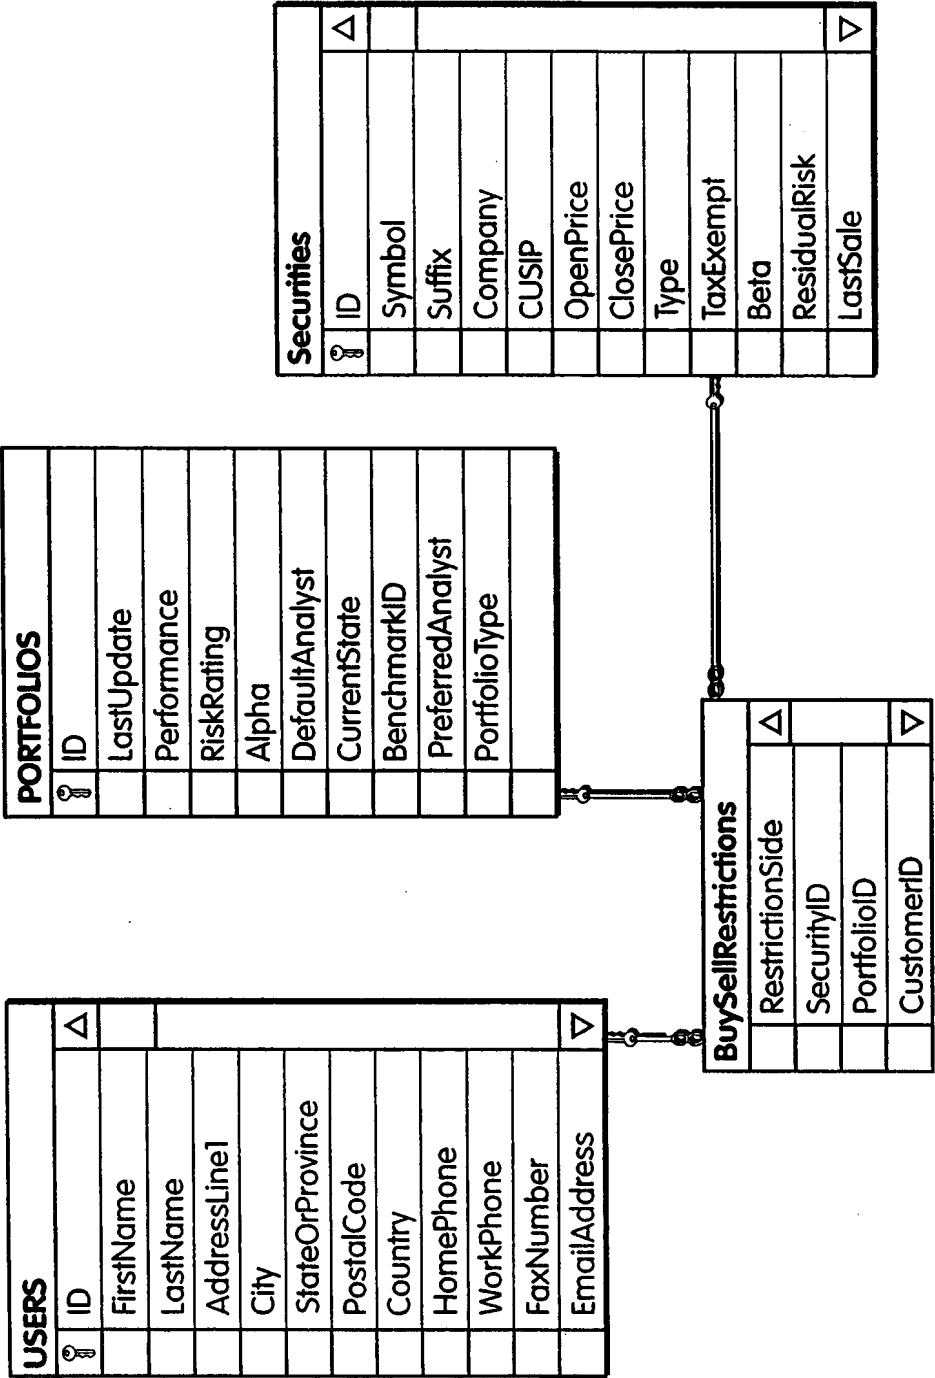 USERS
ID
FirstName
LastName
AddressLine1
City
StateOrProvince
PostalCode
Country
HomePhone
WorkPhone
FaxNumber
EmailAddress
PORTFOLIOS
ID
LastUpdate
Performance
RiskRating
Alpha
DefaultAnalyst
CurrentState
BenchmarkID
PreferredAnalyst
PortfolioType
Securities
ID
Symbol
Suffix
Company
CUSIP
OpenPrice
ClosePrice
Type
TaxExempt
Beta
ResidualRisk
LastSale
BuySellRestrictions
RestrictionSide
SecurityID
PortfolioID
CustomerID